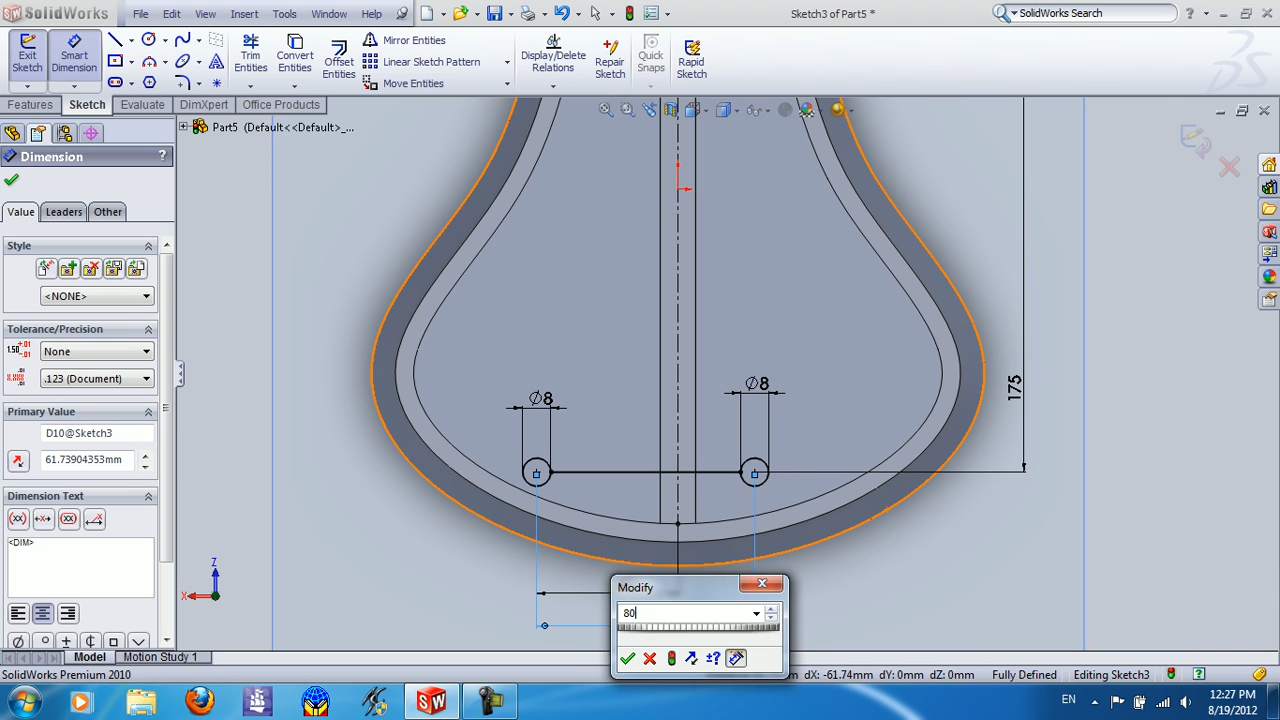 SolidWorks
File
Edit
View
Insert
Tools
Window
Help
Sketch3 of Part5 *
SolidWorks Search
Exit Sketch
Smart Dimension
Trim Entities
Convert Entities
Offset Entities
Mirror Entities
Linear Sketch Pattern
Move Entities
Display/Delete Relations
Repair Sketch
Quick Snaps
Rapid Sketch
Features
Sketch
Evaluate
DimXpert
Office Products
Part5 (Default<<Default>_...
Dimension
?
Value
Leaders
Other
Style
<NONE>
Tolerance/Precision
None
.123 (Document)
Primary Value
D10@Sketch3
61.73904353mm
Dimension Text
<DIM>
Ø8
Ø8
175
Z
X
Modify
80
Model
Motion Study 1
SolidWorks Premium 2010
dX: -61.74mm dY: 0mm dZ: 0mm
Fully Defined
Editing Sketch3
EN
12:27 PM
8/19/2012